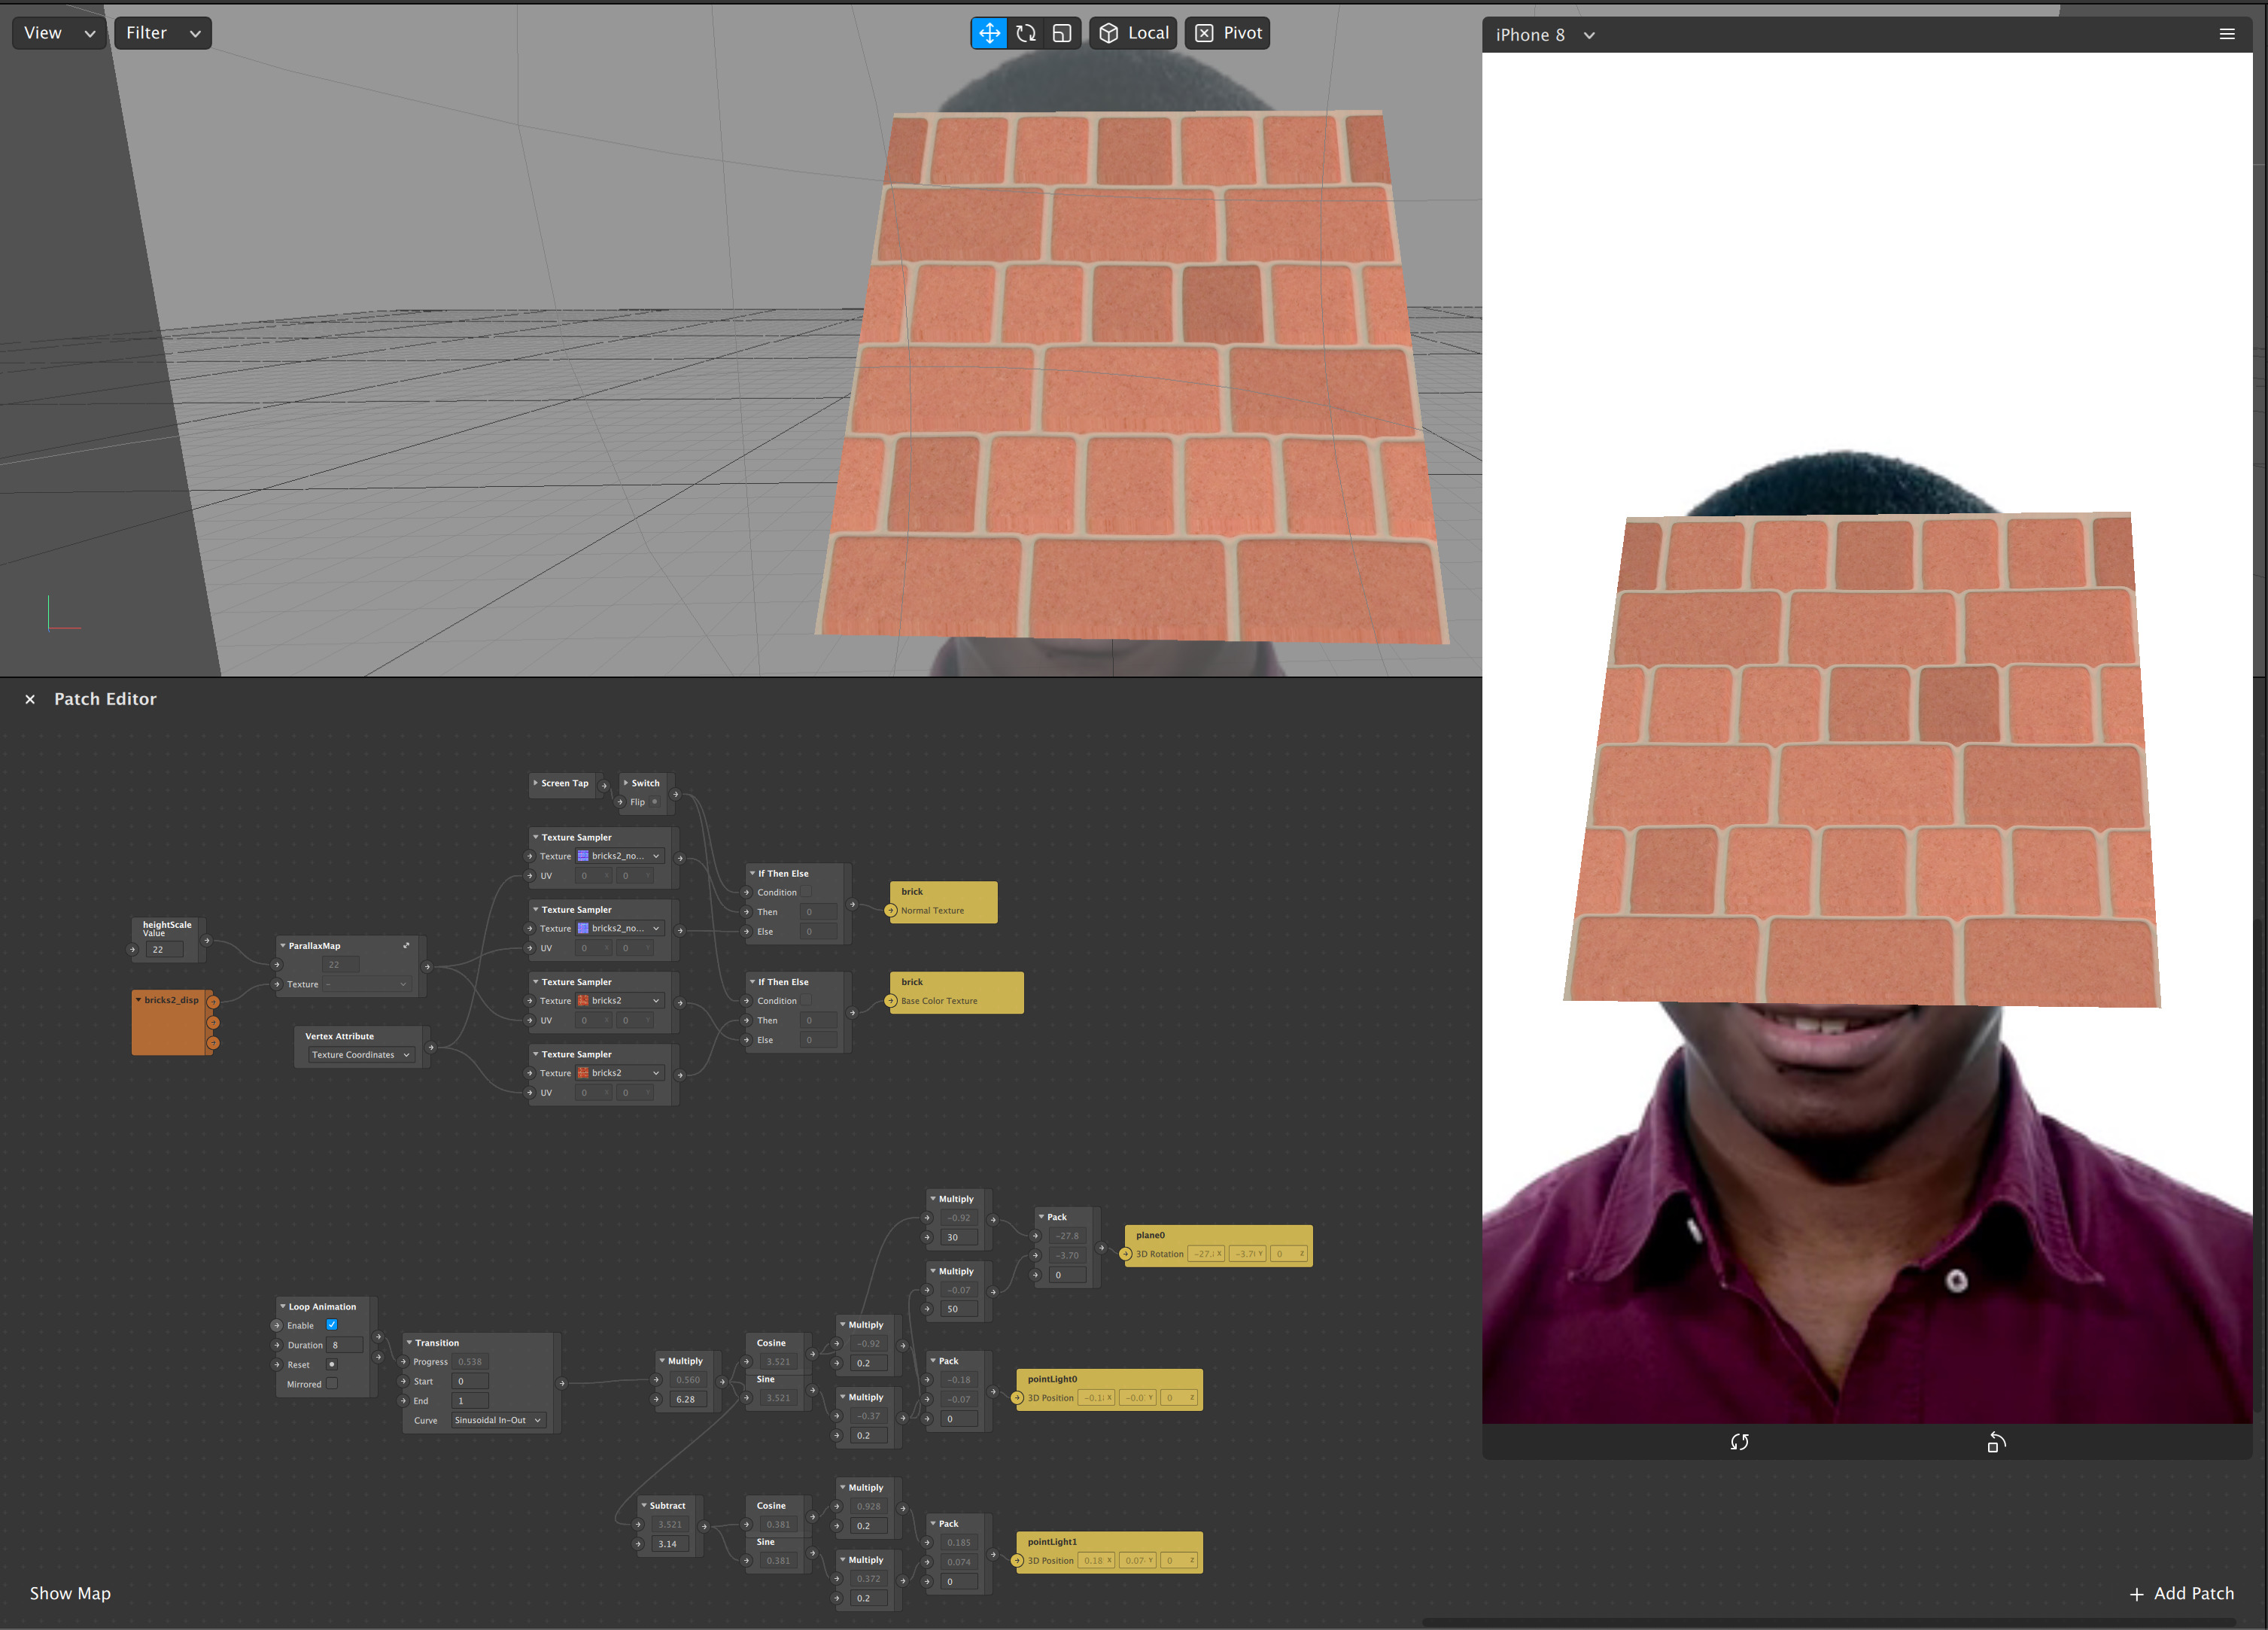 View
Filter
Local
Pivot
iPhone 8
Patch Editor
Screen Tap
Switch
Flip
Texture Sampler
Texture bricks2_no...
UV 0 0
Texture Sampler
Texture bricks2_no...
UV 0 0
Texture Sampler
Texture bricks2
UV 0 0
Texture Sampler
Texture bricks2
UV 0 0
If Then Else
Condition
Then 0
Else 0
brick
Normal Texture
If Then Else
Condition
Then 0
Else 0
brick
Base Color Texture
heightScale
Value
22
ParallaxMap
22
Texture -
bricks2_disp
Vertex Attribute
Texture Coordinates
Multiply
-0.92
30
Pack
-27.8
-3.70
0
plane0
3D Rotation -27.: X -3.7( Y 0 Z
Multiply
-0.07
50
Loop Animation
Enable
Duration 8
Reset
Mirrored
Transition
Progress 0.538
Start 0
End 1
Curve Sinusoidal In-Out
Multiply
0.560
6.28
Cosine
3.521
Sine
3.521
Multiply
-0.92
0.2
Multiply
-0.37
0.2
Pack
-0.18
-0.07
0
pointLight0
3D Position -0.1: X -0.0: Y 0 Z
Subtract
3.521
3.14
Cosine
0.381
Sine
0.381
Multiply
0.928
0.2
Multiply
0.372
0.2
Pack
0.185
0.074
0
pointLight1
3D Position 0.18 X 0.07 Y 0 Z
Show Map
+ Add Patch